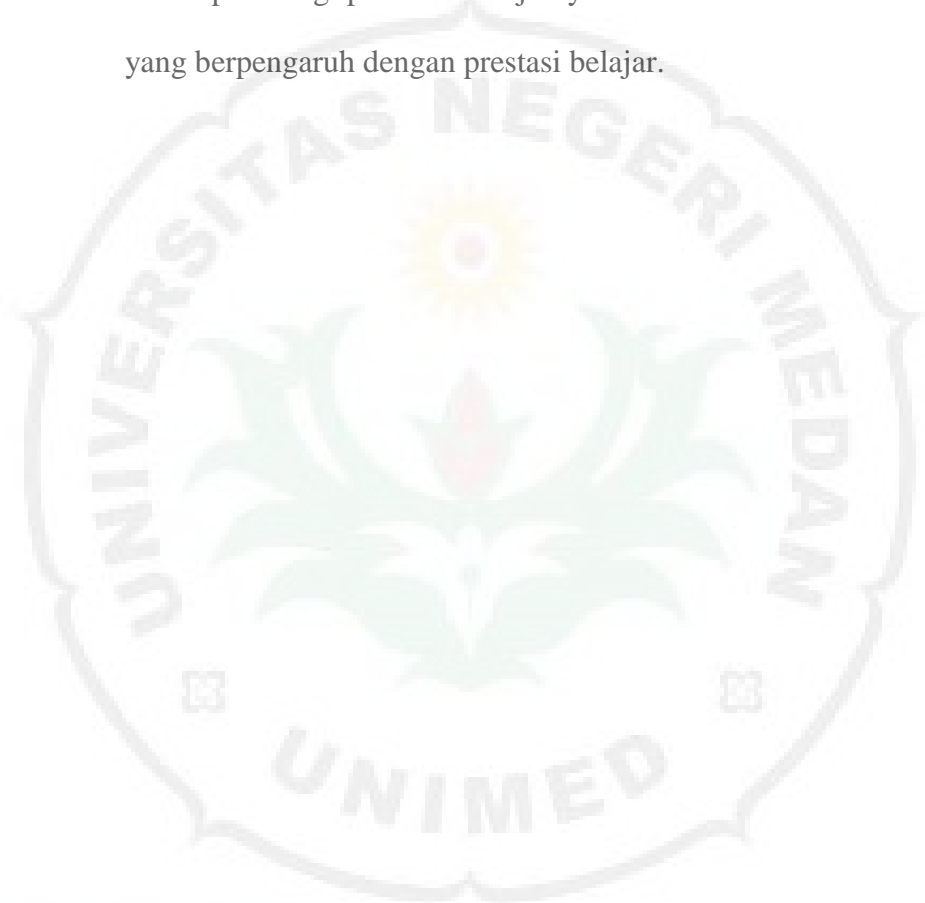 yang berpengaruh dengan prestasi belajar.
UNIVERSITAS NEGERI MEDAN
UNIMED